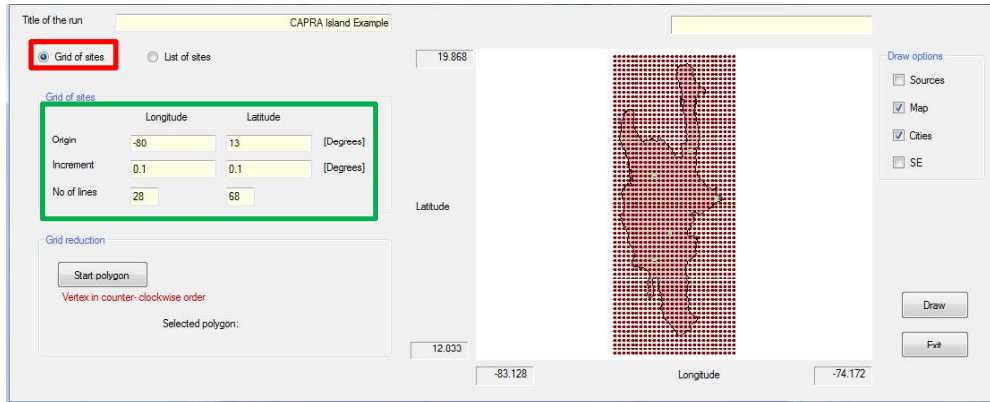 Title of the run CAPRA Island Example
Grid of sites List of sites 19.868 Draw options
Sources
Grid of sites Map
Longitude Latitude
Origin -80 13 [Degrees] Cities
Increment 0.1 0.1 [Degrees] SE
No of lines 28 68
Latitude
Grid reduction
Start polygon
Vertex in counter- clockwise order
Draw
Selected polygon:
12.033 Exit
-83.128 Longitude -74.172